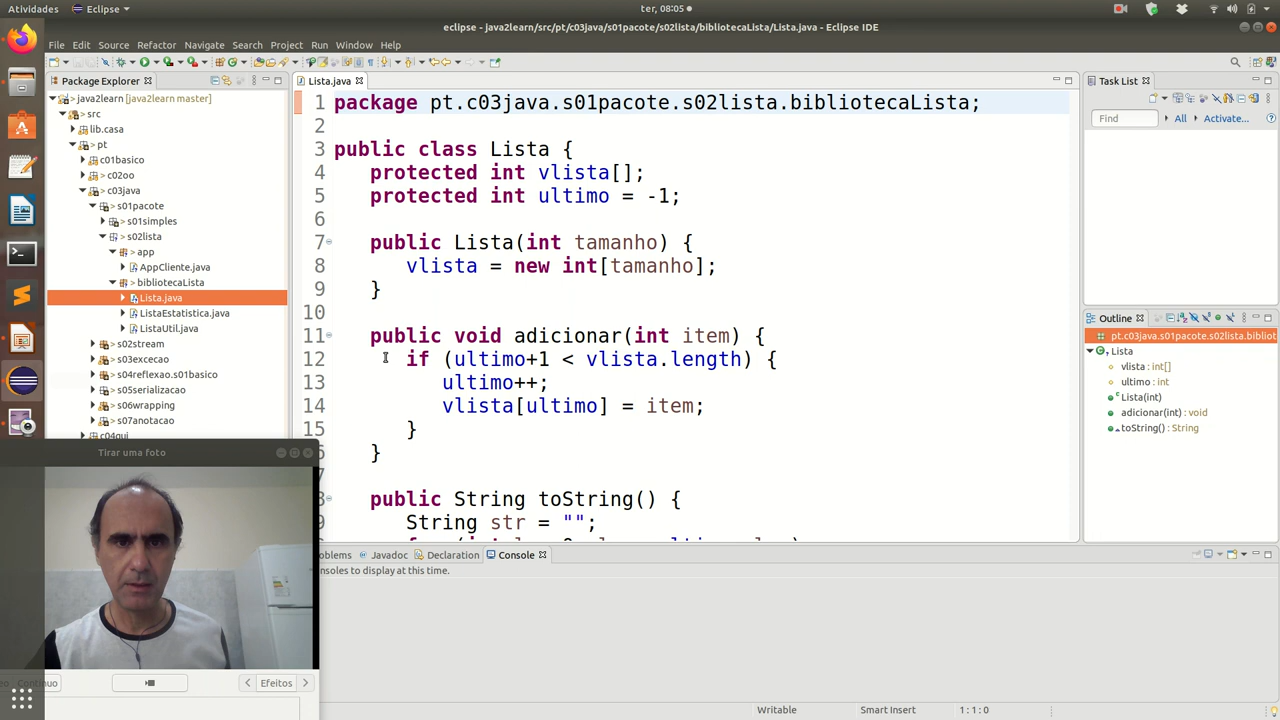 Atividades
Eclipse
ter, 08:05
eclipse - java2learn/src/pt/c03java/s01pacote/s02lista/bibliotecaLista/Lista.java - Eclipse IDE
File Edit Source Refactor Navigate Search Project Run Window Help
Package Explorer
java2learn [java2learn master]
src
lib.casa
pt
> c01basico
> c02oo
> c03java
> s01pacote
> s01simples
> s02lista
> app
AppCliente.java
> bibliotecaLista
Lista.java
ListaEstatistica.java
ListaUtil.java
> s02stream
> s03excecao
> s04reflexao.s01basico
> s05serializacao
> s06wrapping
> s07anotacao
> c04gui
Lista.java
1 package pt.c03java.s01pacote.s02lista.bibliotecaLista;
2
3 public class Lista {
4 protected int vlista[];
5 protected int ultimo = -1;
6
7 public Lista(int tamanho) {
8 vlista = new int[tamanho];
9 }
10
11 public void adicionar(int item) {
12 if (ultimo+1 < vlista.length) {
13 ultimo++;
14 vlista[ultimo] = item;
15 }
}
public String toString() {
String str = "";
Task List
Find
All
Activate...
?
Outline
pt.c03java.s01pacote.s02lista.bibliot
Lista
vlista : int[]
ultimo : int
Lista(int)
adicionar(int) : void
toString() : String
oblems
Javadoc
Declaration
Console
nsoles to display at this time.
Tirar uma foto
Contínuo
Efeitos
Writable
Smart Insert
1 : 1 : 0